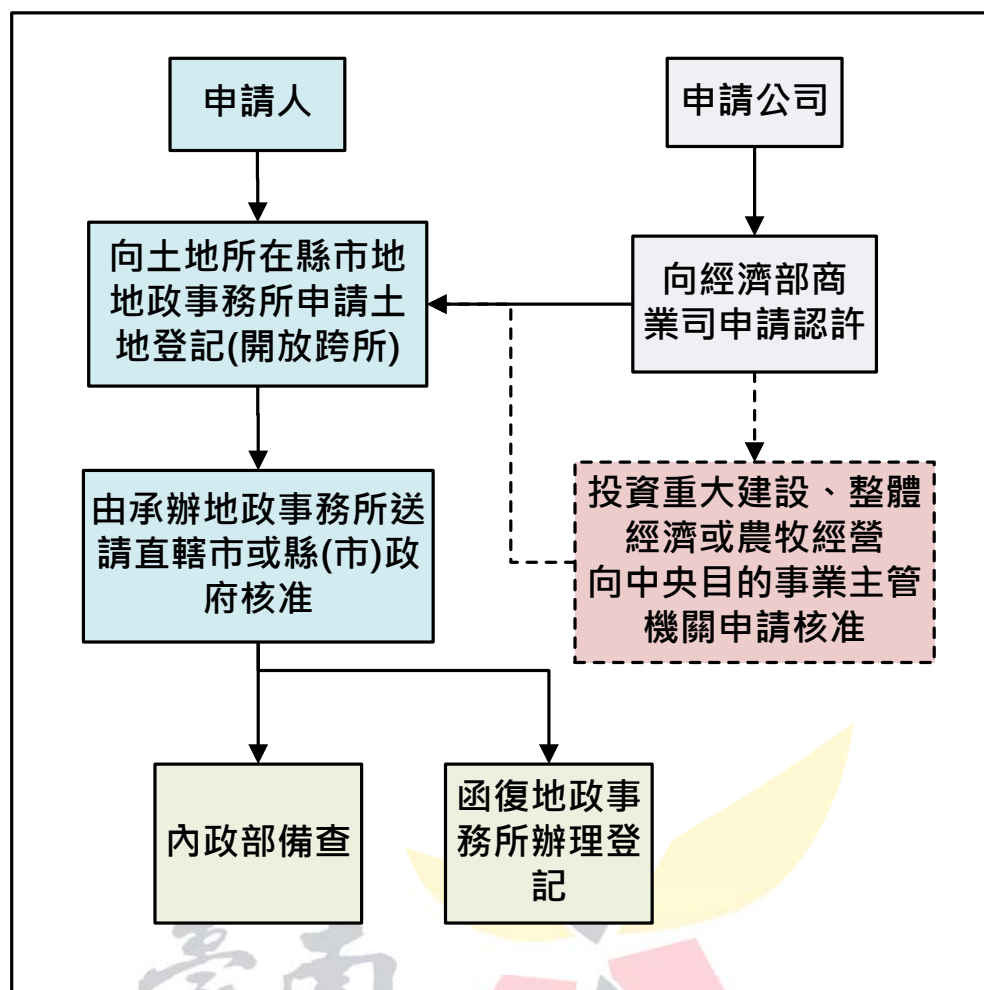 申請人
申請公司
向土地所在縣市地
地政事務所申請土
地登記(開放跨所)
向經濟部商
業司申請認許
由承辦地政事務所送
請直轄市或縣(市)政
府核准
投資重大建設、整體
經濟或農牧經營
向中央目的事業主管
機關申請核准
內政部備查
函復地政事
務所辦理登
記
臺南